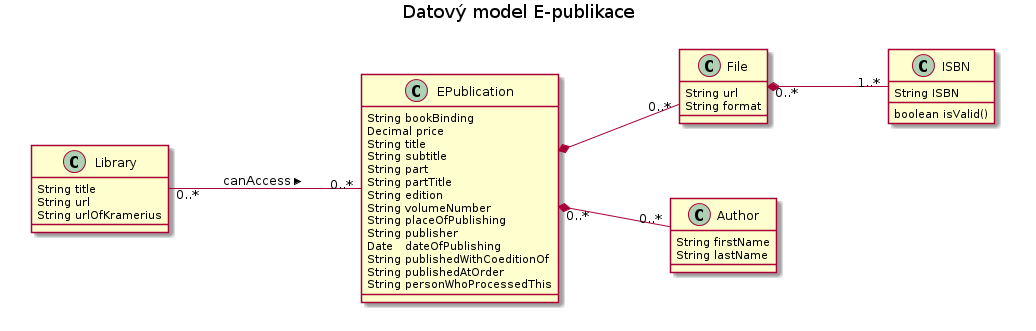 Datový model E-publikace
C Library
String title
String url
String urlOfKramerius
0..*
canAccess ▶
0..*
C EPublication
String bookBinding
Decimal price
String title
String subtitle
String part
String partTitle
String edition
String volumeNumber
String placeOfPublishing
String publisher
Date dateOfPublishing
String publishedWithCoeditionOf
String publishedAtOrder
String personWhoProcessedThis
0..*
0..*
0..*
C File
String url
String format
0..*
1..*
C ISBN
String ISBN
boolean isValid()
C Author
String firstName
String lastName